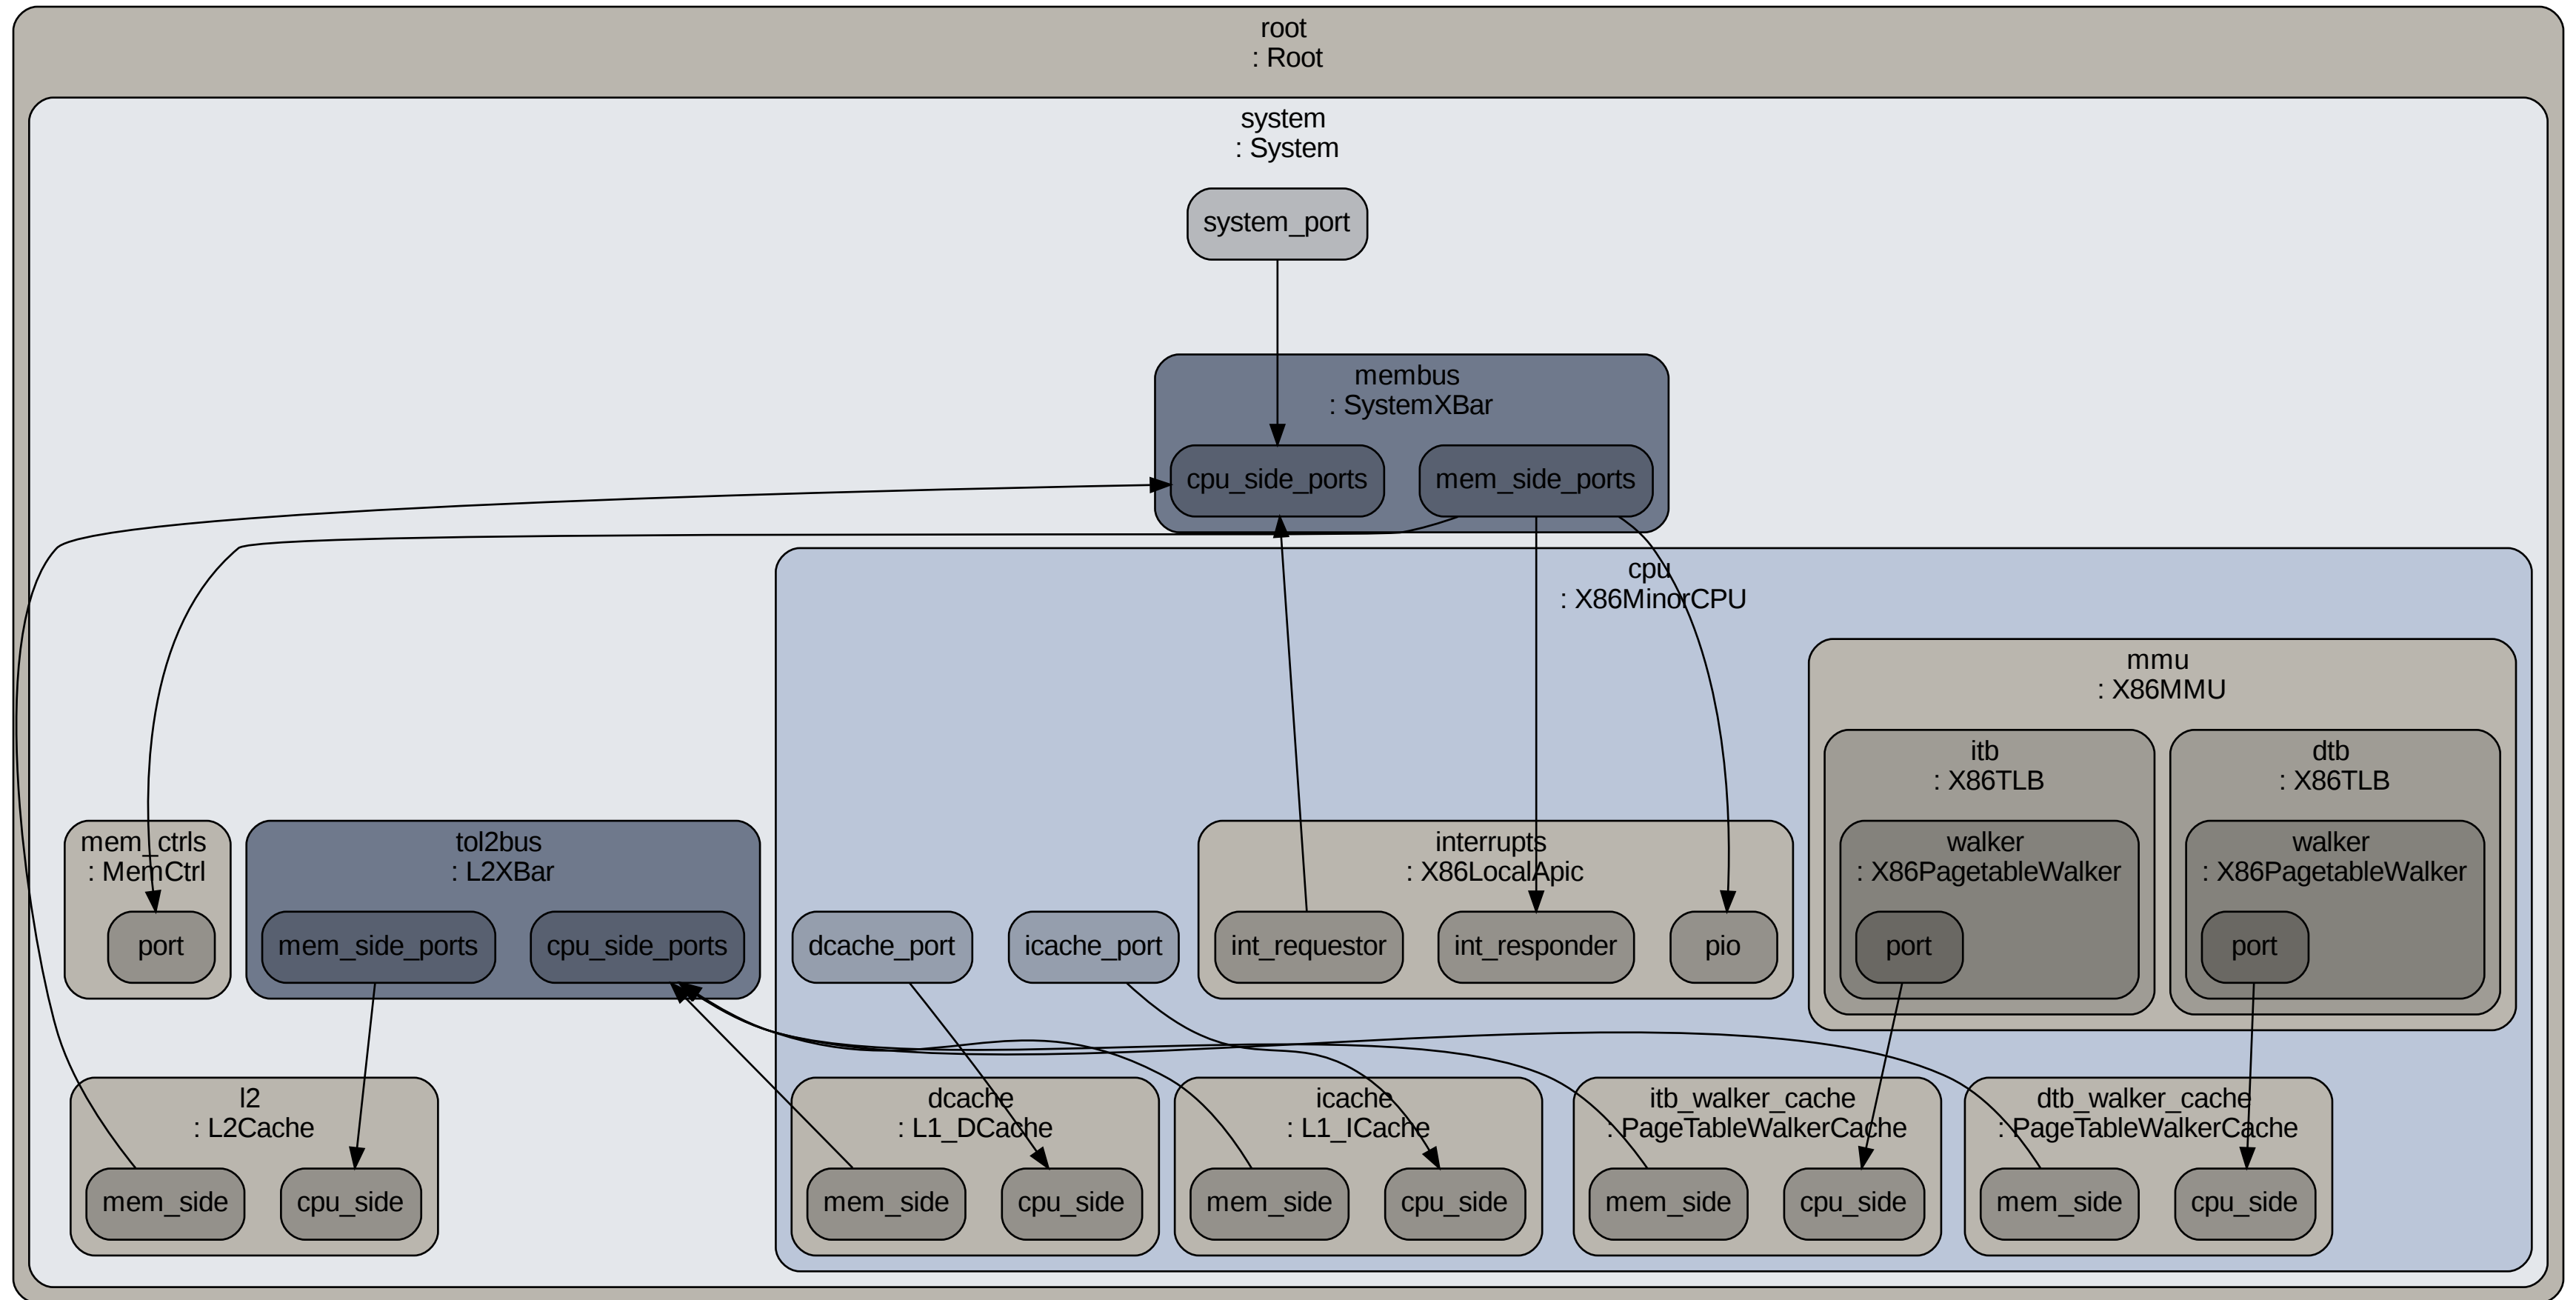 root
: Root
system
: System
system_port
membus
: SystemXBar
cpu_side_ports
mem_side_ports
cpu
: X86MinorCPU
mmu
: X86MMU
itb
: X86TLB
dtb
: X86TLB
walker
: X86PagetableWalker
port
walker
: X86PagetableWalker
port
mem_ctrls
: MemCtrl
port
tol2bus
: L2XBar
mem_side_ports
cpu_side_ports
dcache_port
icache_port
interrupts
: X86LocalApic
int_requestor
int_responder
pio
l2
: L2Cache
mem_side
cpu_side
dcache
: L1_DCache
mem_side
cpu_side
icache
: L1_ICache
mem_side
cpu_side
itb_walker_cache
: PageTableWalkerCache
mem_side
cpu_side
dtb_walker_cache
: PageTableWalkerCache
mem_side
cpu_side